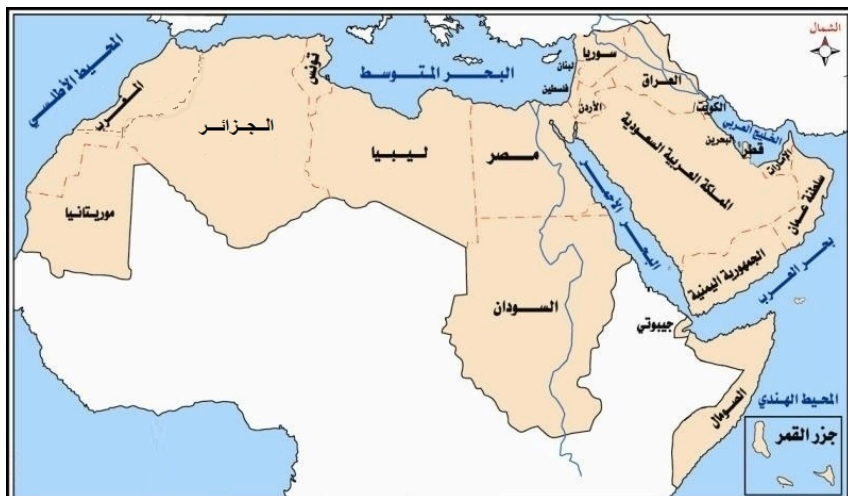 الشمال
المحيط الأطلسي
البحر المتوسط
تونس
المغرب
الجزائر
ليبيا
مصر
موريتانيا
السودان
سوريا
لبنان
فلسطين
الأردن
العراق
الكويت
الخليج العربي
البحرين
قطر
الإمارات
المملكة العربية السعودية
سلطنة عمان
الجمهورية اليمنية
البحر الأحمر
بحر العرب
جيبوتي
الصومال
المحيط الهندي
جزر القمر